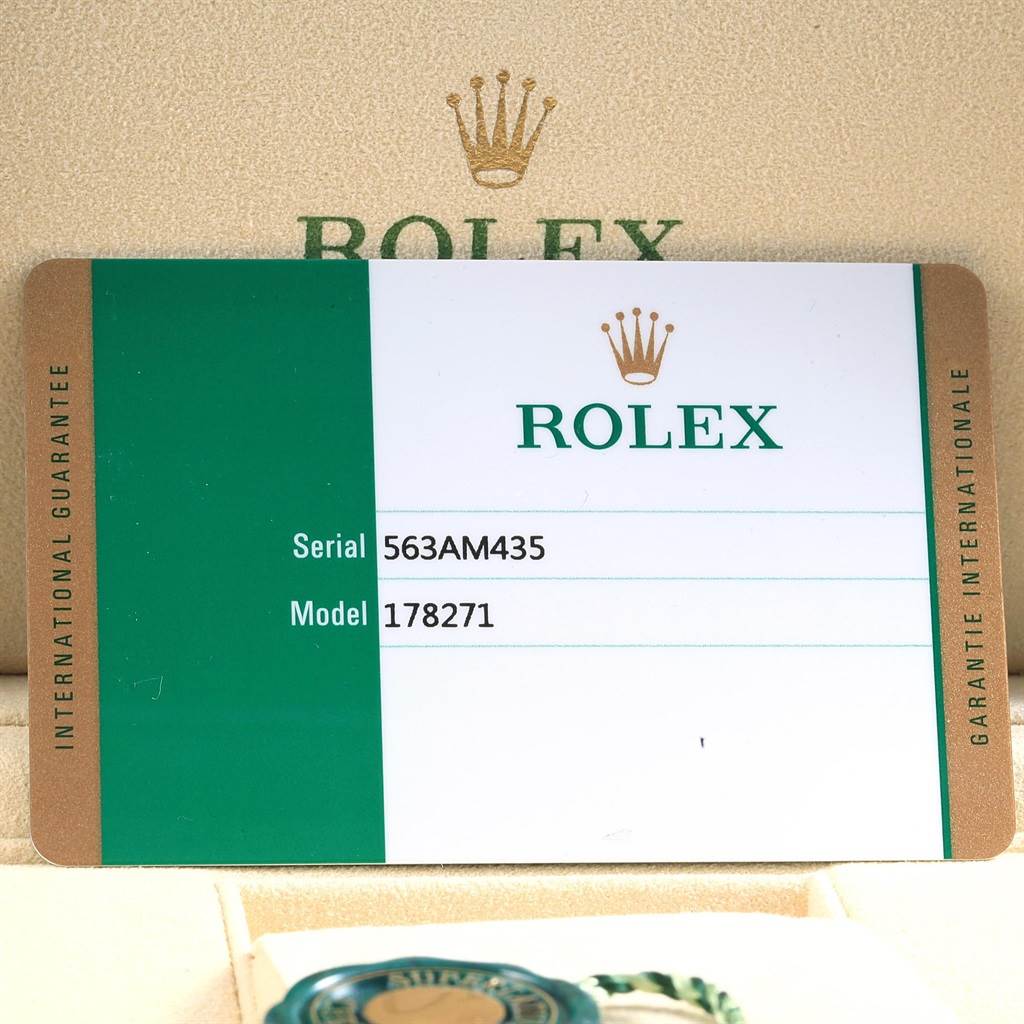 ROLEX
ROLEX
Serial 563AM435
Model 178271
INTERNATIONAL GUARANTEE
GARANTIE INTERNATIONALE